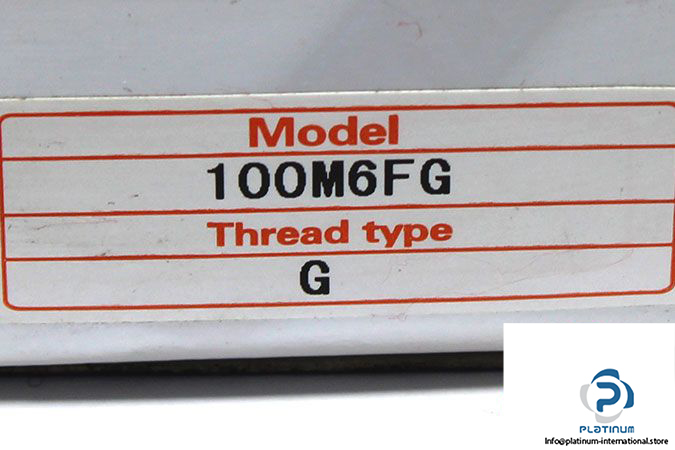 Model
100M6FG
Thread type
G
PLATINUM
Info@platinum-international.store